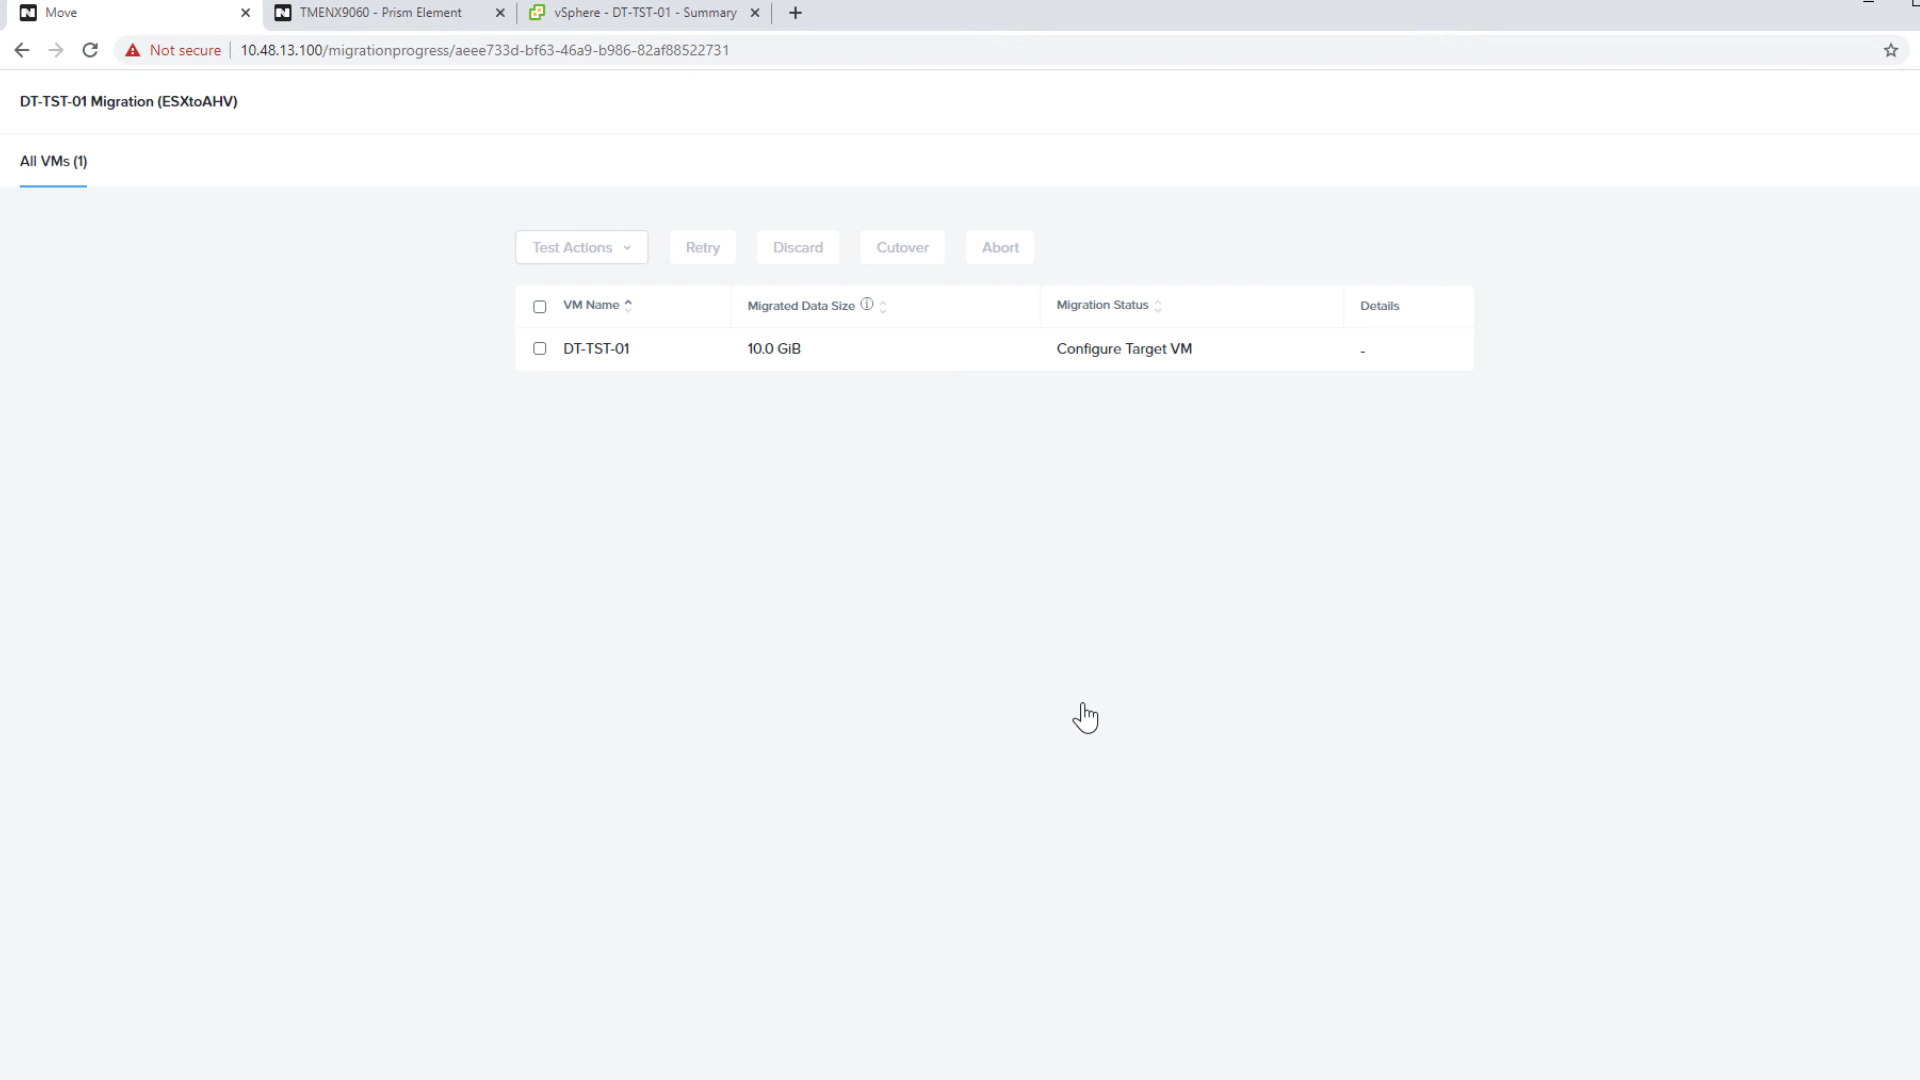 Move
TMENX9060 - Prism Element
vSphere - DT-TST-01 - Summary
Not secure
10.48.13.100/migrationprogress/aeee733d-bf63-46a9-b986-82af88522731
DT-TST-01 Migration (ESXtoAHV)
All VMs (1)
Test Actions
Retry
Discard
Cutover
Abort
VM Name
Migrated Data Size
Migration Status
Details
DT-TST-01
10.0 GiB
Configure Target VM
-